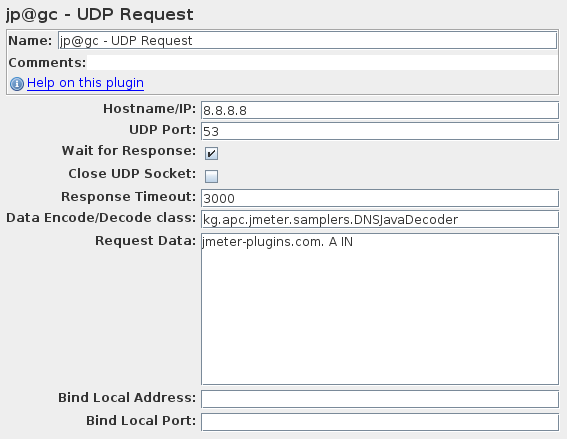 jp@gc - UDP Request
Name: jp@gc - UDP Request
Comments:
Help on this plugin
Hostname/IP: 8.8.8.8
UDP Port: 53
Wait for Response:
Close UDP Socket:
Response Timeout: 3000
Data Encode/Decode class: kg.apc.jmeter.samplers.DNSJavaDecoder
Request Data: jmeter-plugins.com. A IN
Bind Local Address:
Bind Local Port: